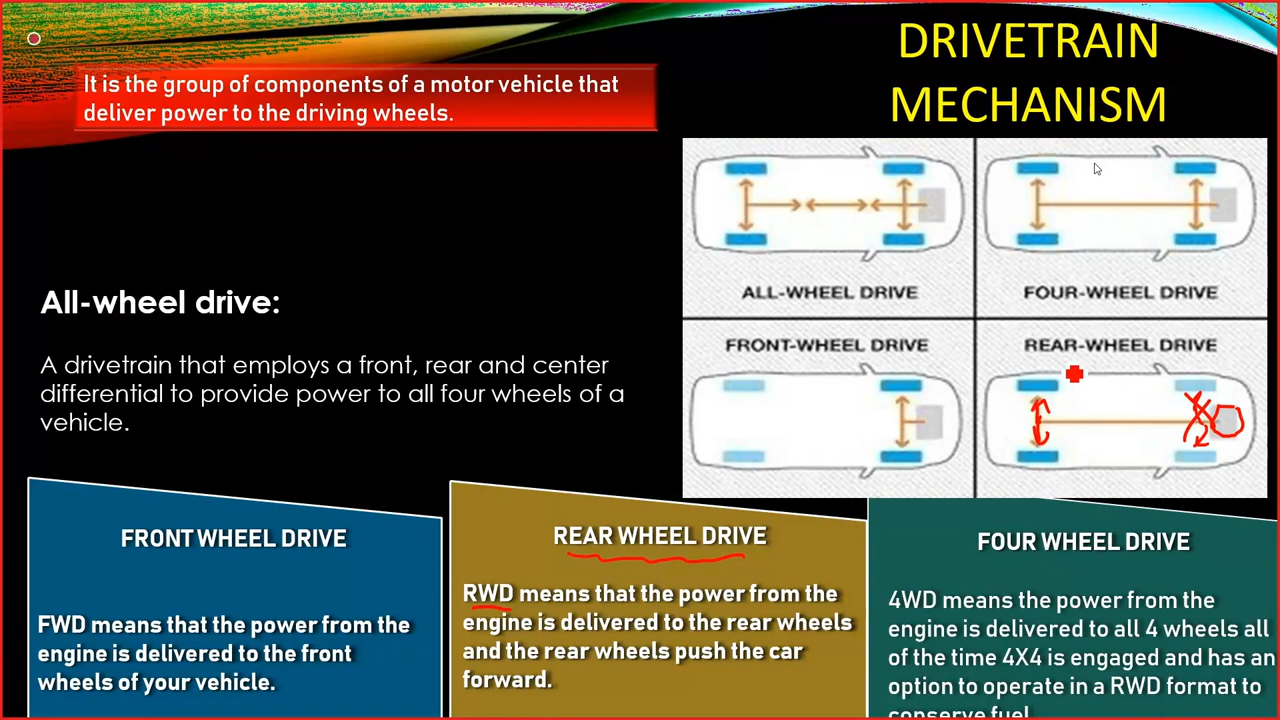 DRIVETRAIN
MECHANISM
It is the group of components of a motor vehicle that
deliver power to the driving wheels.
ALL-WHEEL DRIVE
FOUR-WHEEL DRIVE
FRONT-WHEEL DRIVE
REAR-WHEEL DRIVE
All-wheel drive:
A drivetrain that employs a front, rear and center
differential to provide power to all four wheels of a
vehicle.
FRONT WHEEL DRIVE
FWD means that the power from the
engine is delivered to the front
wheels of your vehicle.
REAR WHEEL DRIVE
RWD means that the power from the
engine is delivered to the rear wheels
and the rear wheels push the car
forward.
FOUR WHEEL DRIVE
4WD means the power from the
engine is delivered to all 4 wheels all
of the time 4X4 is engaged and has an
option to operate in a RWD format to
conserve fuel